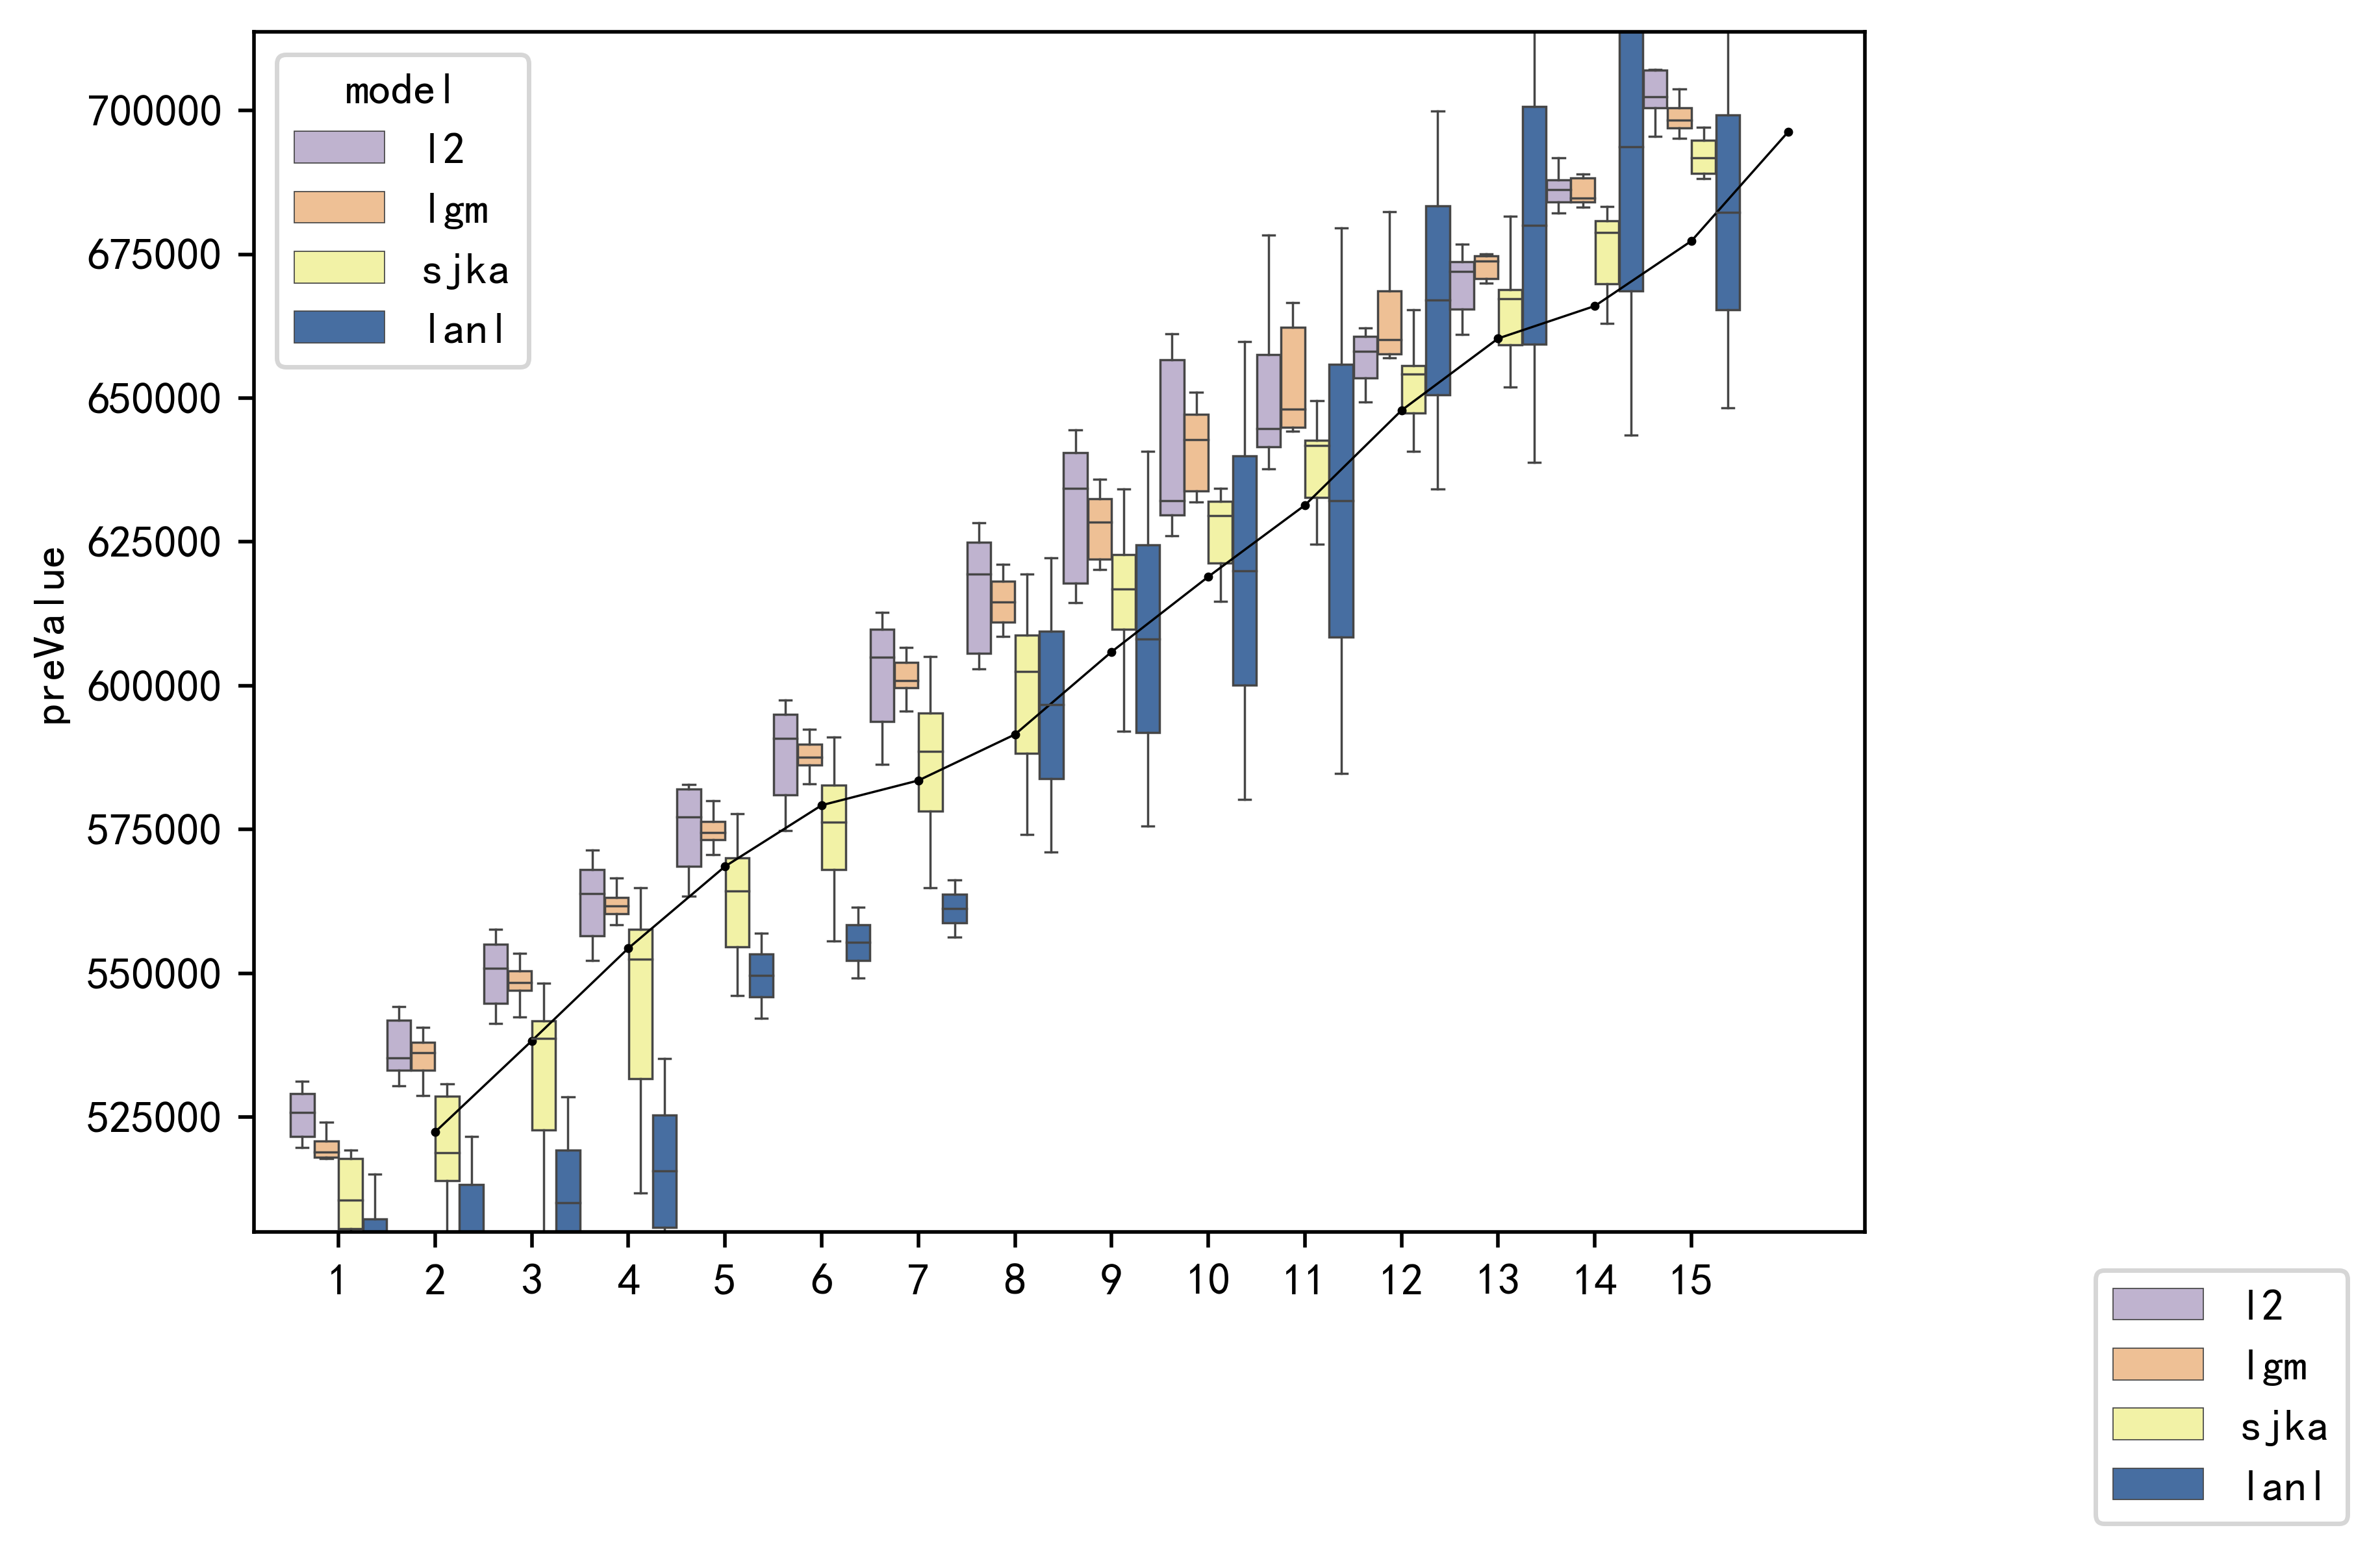 model
l2
lgm
sjka
lanl
700000
675000
650000
625000
600000
575000
550000
525000
preValue
1 2 3 4 5 6 7 8 9 10 11 12 13 14 15
l2
lgm
sjka
lanl